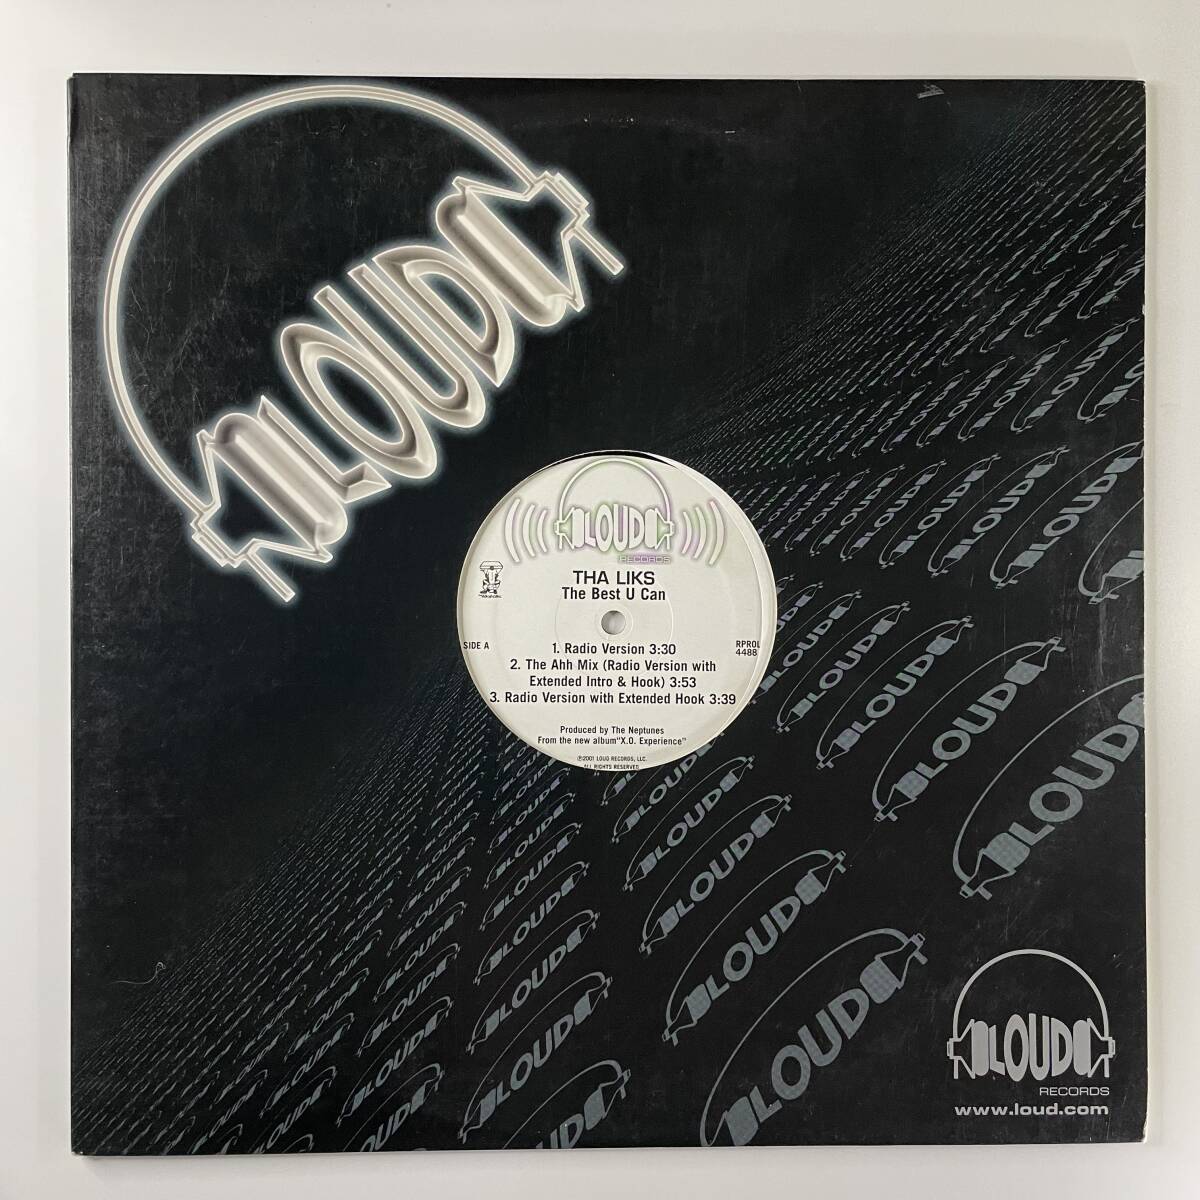 LOUD
LOUD
RECORDS
THA LIKS
The Best U Can
Tha Alkaholiks
SIDE A
RPROL
4488
1. Radio Version 3:30
2. The Ahh Mix (Radio Version with
Extended Intro & Hook) 3:53
3. Radio Version with Extended Hook 3:39
Produced by The Neptunes
From the new album"X.O. Experience"
℗2001 LOUD RECORDS, LLC.
ALL RIGHTS RESERVED
LOUD
RECORDS
www.loud.com